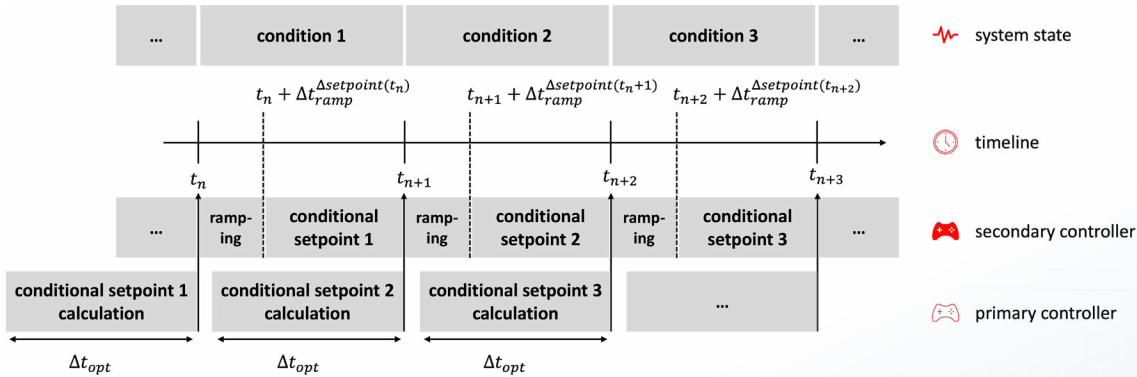 ... condition 1 condition 2 condition 3 ... system state
t_n + Δt_ramp^Δsetpoint(t_n) t_{n+1} + Δt_ramp^Δsetpoint(t_n+1) t_{n+2} + Δt_ramp^Δsetpoint(t_{n+2})
timeline
t_n t_{n+1} t_{n+2} t_{n+3}
... ramp- conditional ramp- conditional ramp- conditional ... secondary controller
ing setpoint 1 ing setpoint 2 ing setpoint 3
conditional setpoint 1 conditional setpoint 2 conditional setpoint 3 ... primary controller
calculation calculation calculation
Δt_opt Δt_opt Δt_opt